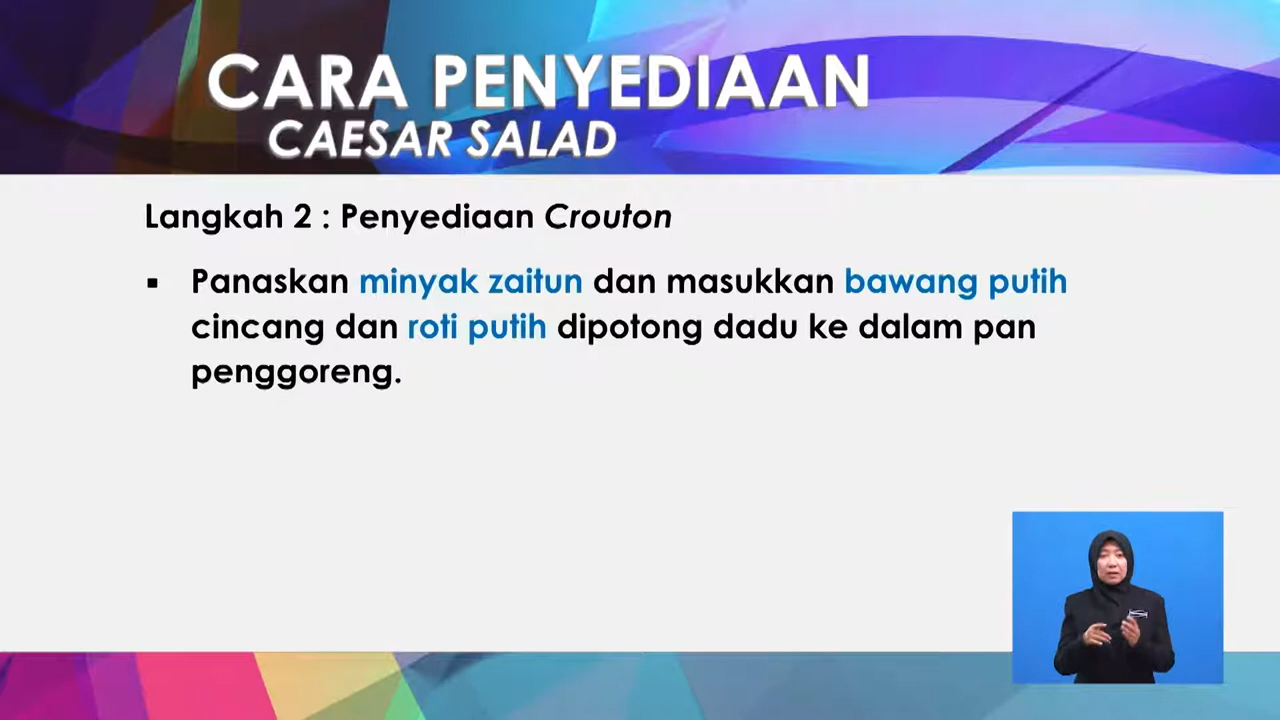 CARA PENYEDIAAN
CAESAR SALAD
Langkah 2 : Penyediaan Crouton
▪ Panaskan minyak zaitun dan masukkan bawang putih
cincang dan roti putih dipotong dadu ke dalam pan
penggoreng.